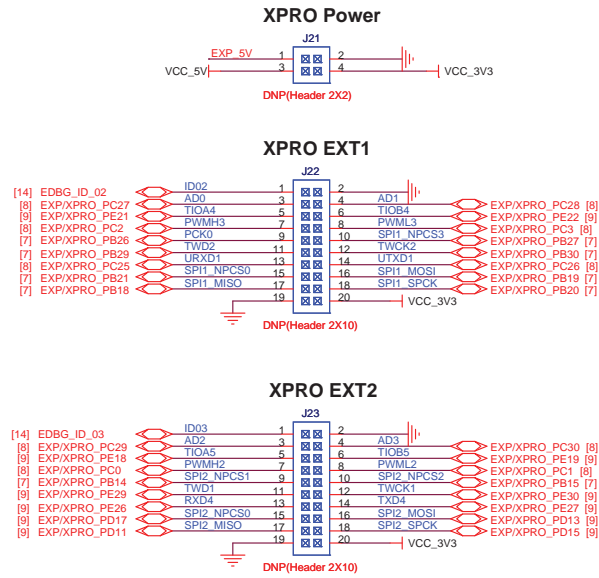 XPRO Power
J21
EXP_5V 1 2
VCC_5V 3 4 VCC_3V3
DNP(Header 2X2)
XPRO EXT1
J22
[14] EDBG_ID_02 ID02 1 2
[8] EXP/XPRO_PC27 AD0 3 4 AD1 EXP/XPRO_PC28 [8]
[9] EXP/XPRO_PE21 TIOA4 5 6 TIOB4 EXP/XPRO_PE22 [9]
[8] EXP/XPRO_PC2 PWMH3 7 8 PWML3 EXP/XPRO_PC3 [8]
[7] EXP/XPRO_PB26 PCK0 9 10 SPI1_NPCS3 EXP/XPRO_PB27 [7]
[7] EXP/XPRO_PB29 TWD2 11 12 TWCK2 EXP/XPRO_PB30 [7]
[8] EXP/XPRO_PC25 URXD1 13 14 UTXD1 EXP/XPRO_PC26 [8]
[7] EXP/XPRO_PB21 SPI1_NPCS0 15 16 SPI1_MOSI EXP/XPRO_PB19 [7]
[7] EXP/XPRO_PB18 SPI1_MISO 17 18 SPI1_SPCK EXP/XPRO_PB20 [7]
19 20 VCC_3V3
DNP(Header 2X10)
XPRO EXT2
J23
[14] EDBG_ID_03 ID03 1 2
[8] EXP/XPRO_PC29 AD2 3 4 AD3 EXP/XPRO_PC30 [8]
[9] EXP/XPRO_PE18 TIOA5 5 6 TIOB5 EXP/XPRO_PE19 [9]
[8] EXP/XPRO_PC0 PWMH2 7 8 PWML2 EXP/XPRO_PC1 [8]
[7] EXP/XPRO_PB14 SPI2_NPCS1 9 10 SPI2_NPCS2 EXP/XPRO_PB15 [7]
[9] EXP/XPRO_PE29 TWD1 11 12 TWCK1 EXP/XPRO_PE30 [9]
[9] EXP/XPRO_PE26 RXD4 13 14 TXD4 EXP/XPRO_PE27 [9]
[9] EXP/XPRO_PD17 SPI2_NPCS0 15 16 SPI2_MOSI EXP/XPRO_PD13 [9]
[9] EXP/XPRO_PD11 SPI2_MISO 17 18 SPI2_SPCK EXP/XPRO_PD15 [9]
19 20 VCC_3V3
DNP(Header 2X10)